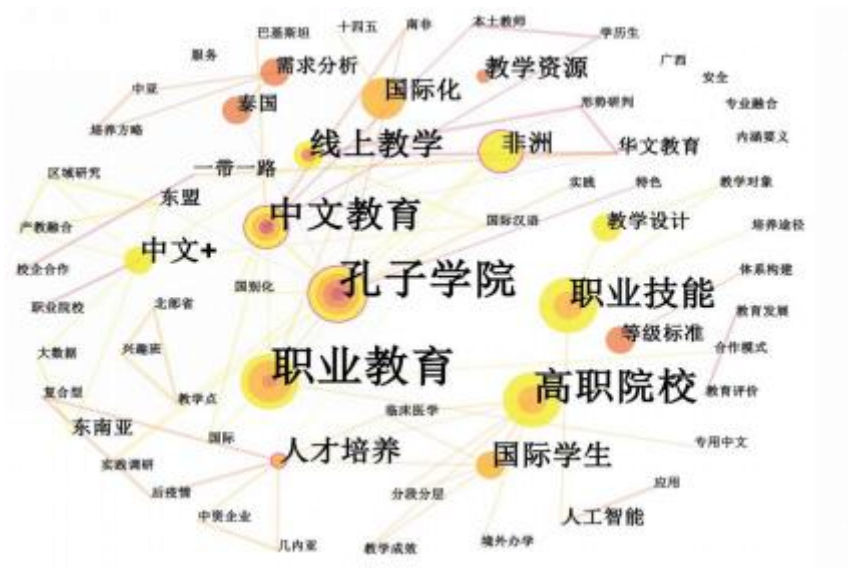 本土教师
十四五
南非
巴基斯坦
学历生
服务
广西
需求分析
教学资源
安全
中亚
国际化
泰国
形势研判
专业融合
培养方略
线上教学
非洲
华文教育
内涵要义
一带一路
区域研究
实践
特色
教学对象
东盟
中文教育
国际汉语
教学设计
培养途径
产教融合
中文+
校企合作
体系构建
国别化
孔子学院
职业技能
职业院校
北部省
教育发展
等级标准
大数据
兴趣班
合作模式
职业教育
高职院校
复合型
教学点
教育评价
临床医学
东南亚
国际
专用中文
人才培养
国际学生
实践调研
应用
后疫情
分段分层
中资企业
人工智能
几内亚
教学成效
境外办学